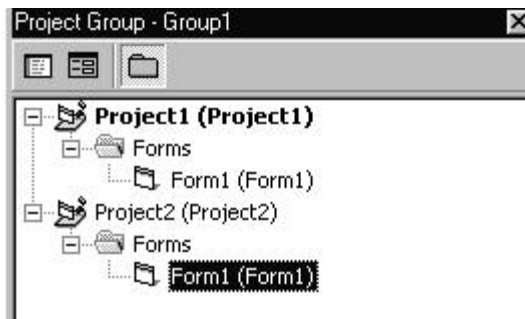 Project Group - Group1
Project1 (Project1)
Forms
Form1 (Form1)
Project2 (Project2)
Forms
Form1 (Form1)